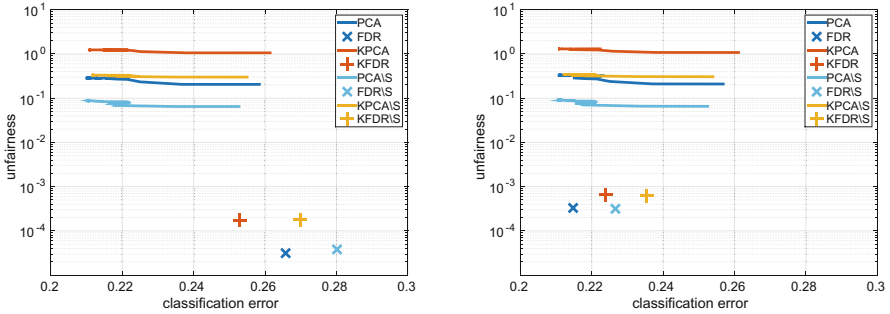 PCA
FDR
KPCA
KFDR
PCA\S
FDR\S
KPCA\S
KFDR\S
10^1
10^0
10^-1
10^-2
10^-3
10^-4
unfairness
0.2 0.22 0.24 0.26 0.28 0.3
classification error
PCA
FDR
KPCA
KFDR
PCA\S
FDR\S
KPCA\S
KFDR\S
10^1
10^0
10^-1
10^-2
10^-3
10^-4
unfairness
0.2 0.22 0.24 0.26 0.28 0.3
classification error